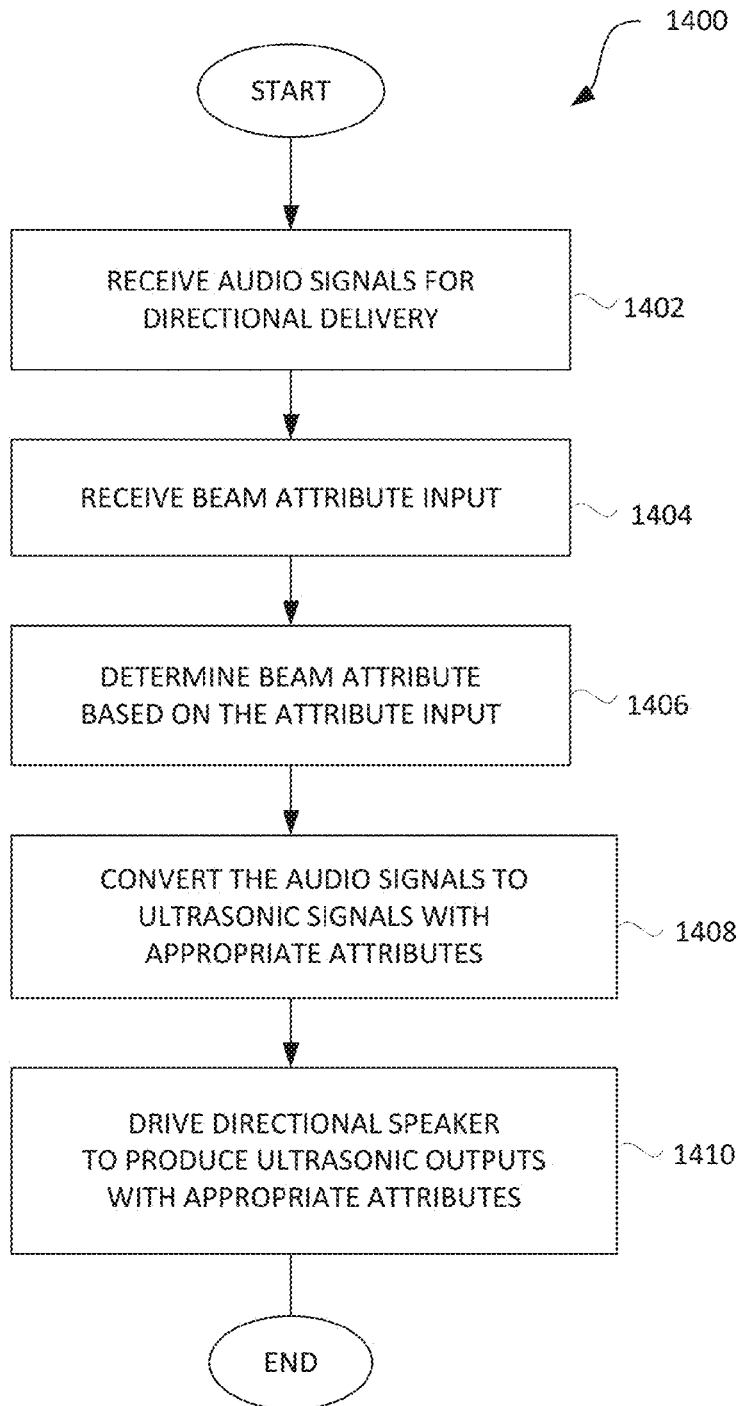 1400
START
RECEIVE AUDIO SIGNALS FOR
DIRECTIONAL DELIVERY
1402
RECEIVE BEAM ATTRIBUTE INPUT
1404
DETERMINE BEAM ATTRIBUTE
BASED ON THE ATTRIBUTE INPUT
1406
CONVERT THE AUDIO SIGNALS TO
ULTRASONIC SIGNALS WITH
APPROPRIATE ATTRIBUTES
1408
DRIVE DIRECTIONAL SPEAKER
TO PRODUCE ULTRASONIC OUTPUTS
WITH APPROPRIATE ATTRIBUTES
1410
END